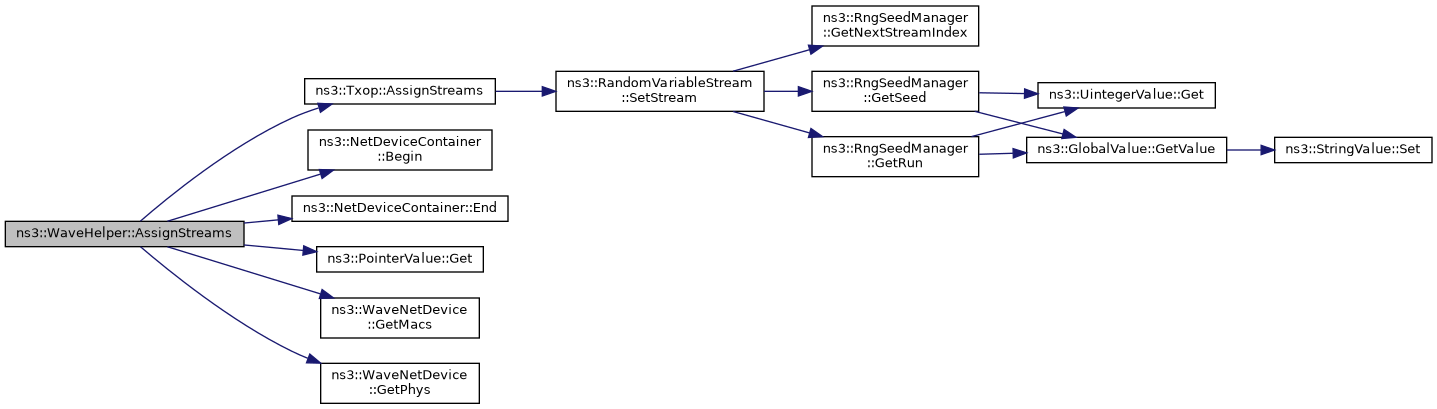 ns3::WaveHelper::AssignStreams
ns3::Txop::AssignStreams
ns3::NetDeviceContainer
::Begin
ns3::NetDeviceContainer::End
ns3::PointerValue::Get
ns3::WaveNetDevice
::GetMacs
ns3::WaveNetDevice
::GetPhys
ns3::RandomVariableStream
::SetStream
ns3::RngSeedManager
::GetNextStreamIndex
ns3::RngSeedManager
::GetSeed
ns3::RngSeedManager
::GetRun
ns3::UintegerValue::Get
ns3::GlobalValue::GetValue
ns3::StringValue::Set